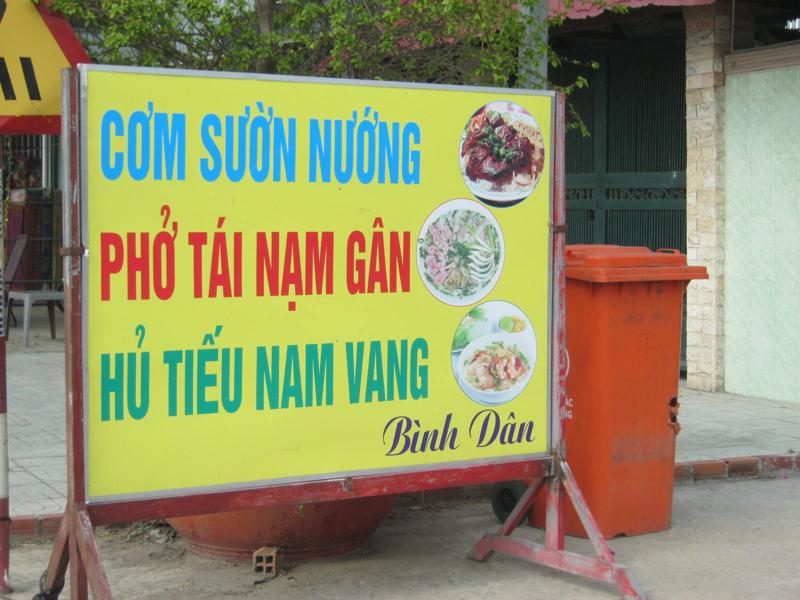 CƠM SƯỜN NƯỚNG
PHỞ TÁI NẠM GÂN
HỦ TIẾU NAM VANG
Bình Dân